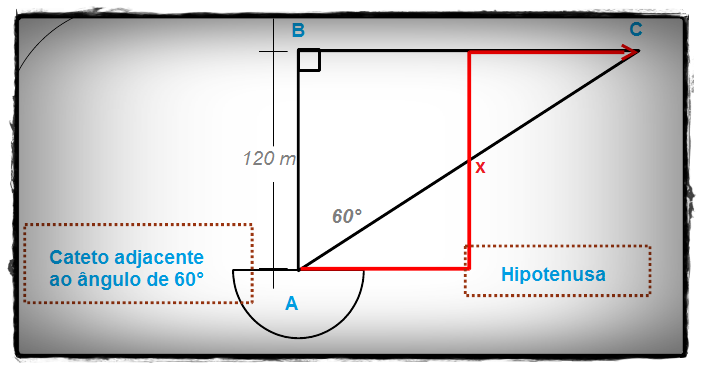 B
C
120 m
x
60°
Cateto adjacente
ao ângulo de 60°
Hipotenusa
A